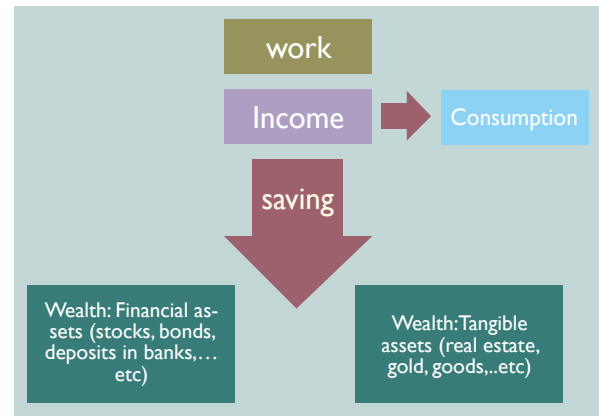 work
Income
Consumption
saving
Wealth: Financial as-
sets (stocks, bonds,
deposits in banks,...
etc)
Wealth:Tangible
assets (real estate,
gold, goods,..etc)